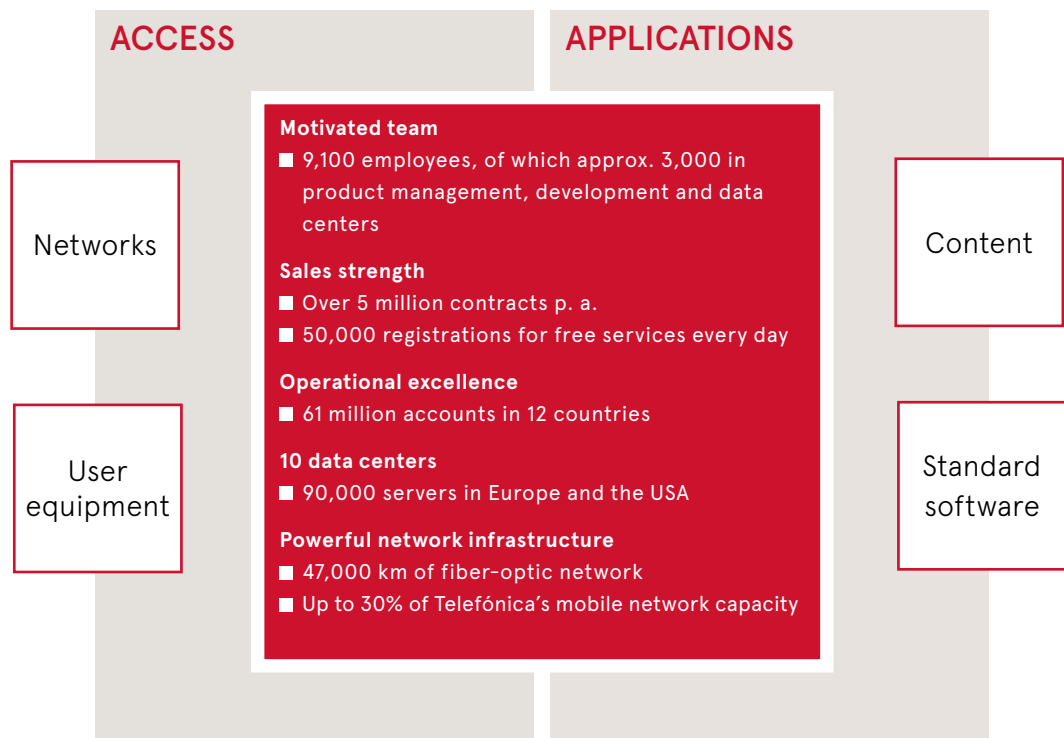 ACCESS
APPLICATIONS
Networks
User
equipment
Motivated team
9,100 employees, of which approx. 3,000 in
product management, development and data
centers
Sales strength
Over 5 million contracts p. a.
50,000 registrations for free services every day
Operational excellence
61 million accounts in 12 countries
10 data centers
90,000 servers in Europe and the USA
Powerful network infrastructure
47,000 km of fiber-optic network
Up to 30% of Telefónica’s mobile network capacity
Content
Standard
software